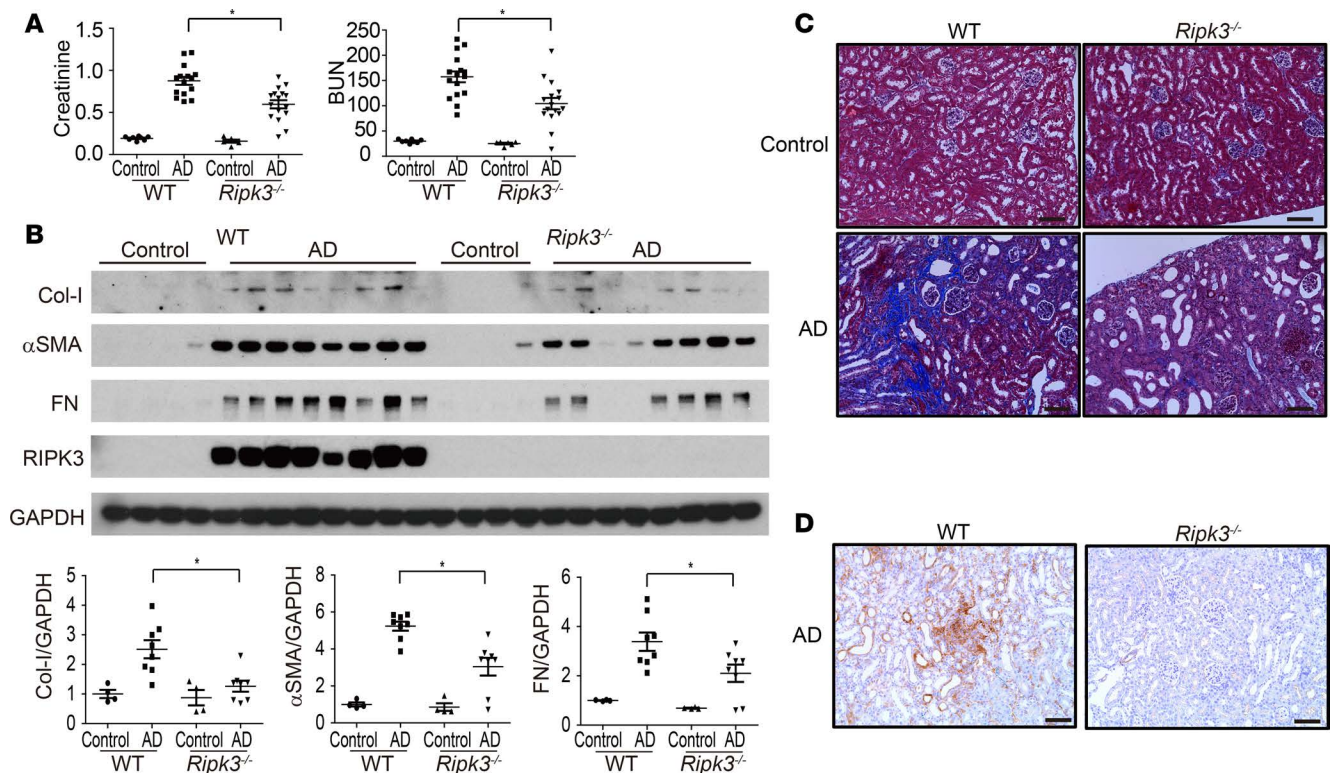 A
*
Creatinine
1.5
1.0
0.5
0.0
Control AD Control AD
WT Ripk3-/-
*
BUN
250
200
150
100
50
0
Control AD Control AD
WT Ripk3-/-
B
WT Ripk3-/-
Control AD Control AD
Col-I
αSMA
FN
RIPK3
GAPDH
*
Col-I/GAPDH
5
4
3
2
1
0
Control AD Control AD
WT Ripk3-/-
*
αSMA/GAPDH
8
6
4
2
0
Control AD Control AD
WT Ripk3-/-
*
FN/GAPDH
6
4
2
0
Control AD Control AD
WT Ripk3-/-
C
WT Ripk3-/-
Control
AD
D
WT Ripk3-/-
AD